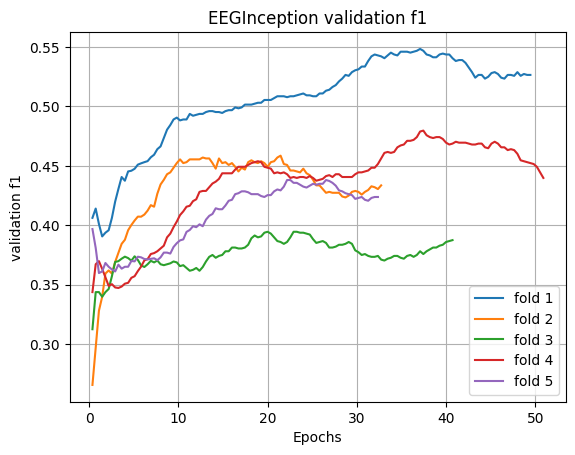 EEGInception validation f1
validation f1
0.55
0.50
0.45
0.40
0.35
0.30
0
10
20
30
40
50
Epochs
fold 1
fold 2
fold 3
fold 4
fold 5